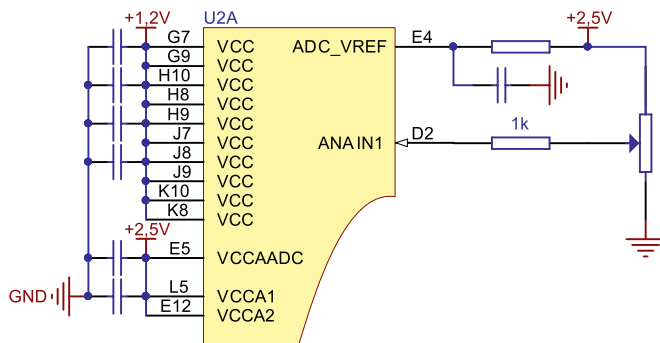 U2A
+1,2V
+2,5V
G7 VCC ADC_VREF E4
G9 VCC
H10 VCC
H8 VCC
1k
H9 VCC
J7 VCC ANA IN1 D2
J8 VCC
J9 VCC
K10 VCC
K8 VCC
+2,5V
E5 VCCAADC
GND
L5 VCCA1
E12 VCCA2